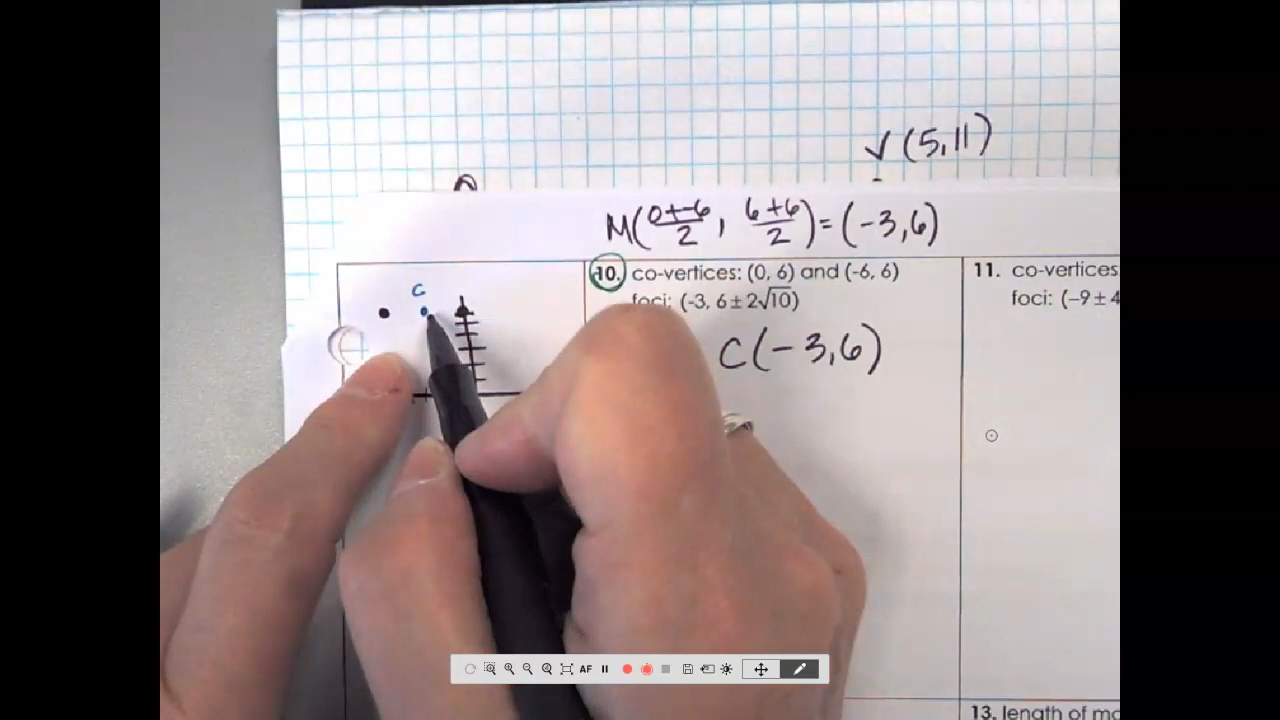 V (5,11)
M(0+-6/2, 6+6/2)=(-3,6)
10. co-vertices: (0, 6) and (-6, 6)
foci: (-3, 6±2√10)
C(-3,6)
C
11. co-vertices
foci: (-9 ± 4
13. length of ma
AF